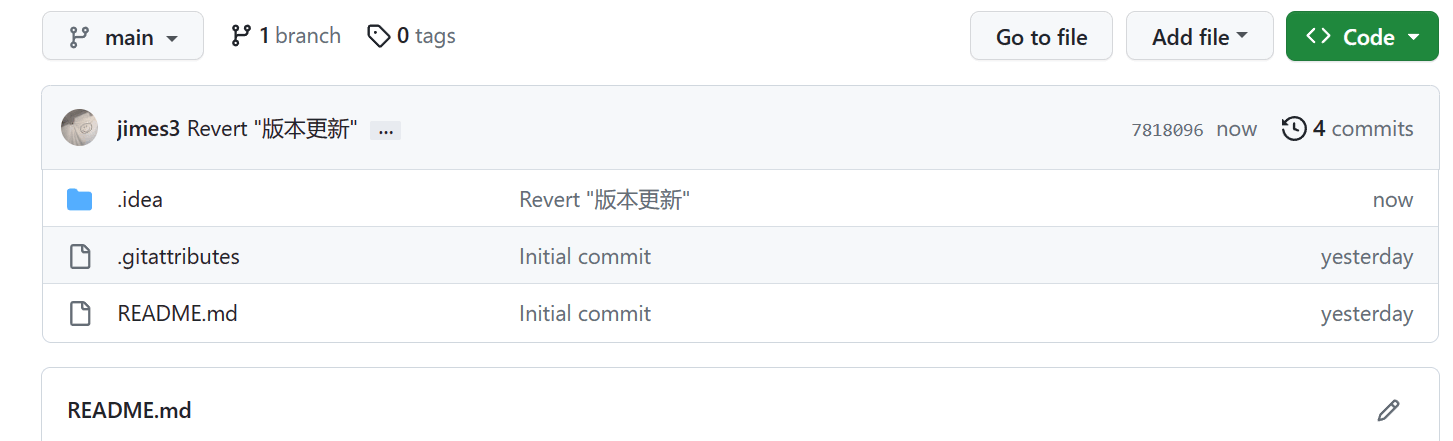 main 1 branch 0 tags Go to file Add file Code
jimes3 Revert "版本更新" ... 7818096 now 4 commits
.idea Revert "版本更新" now
.gitattributes Initial commit yesterday
README.md Initial commit yesterday
README.md